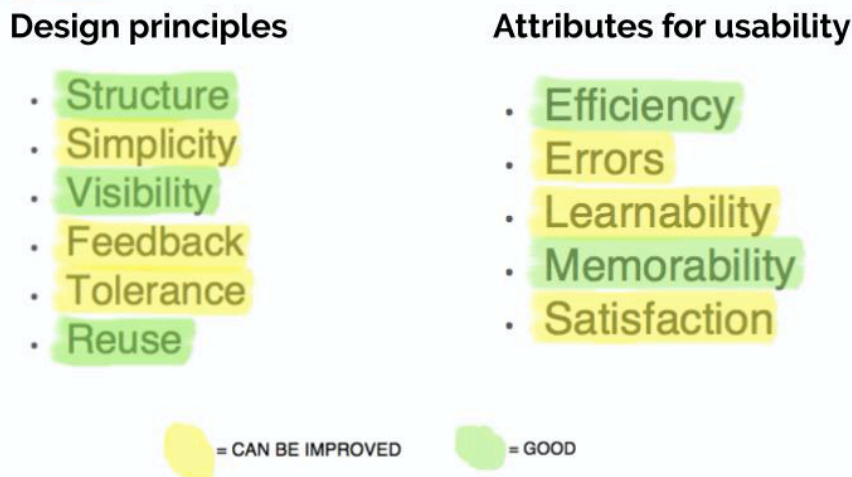 Design principles
• Structure
• Simplicity
• Visibility
• Feedback
• Tolerance
• Reuse
Attributes for usability
• Efficiency
• Errors
• Learnability
• Memorability
• Satisfaction
= CAN BE IMPROVED
= GOOD